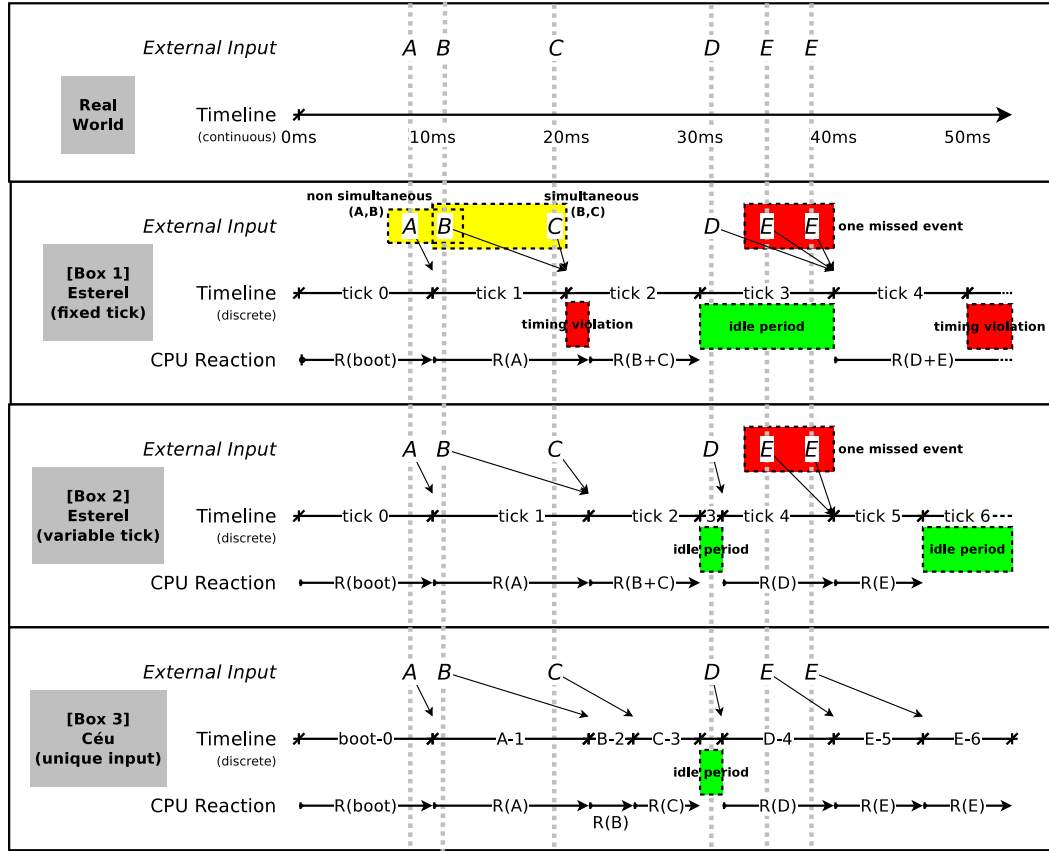 External Input A B C D E E
Real
World
Timeline
(continuous) 0ms 10ms 20ms 30ms 40ms 50ms
non simultaneous
(A,B)
simultaneous
(B,C)
External Input A B C D E E one missed event
[Box 1]
Esterel
(fixed tick)
Timeline tick 0 tick 1 tick 2 tick 3 tick 4
(discrete)
timing violation idle period timing violation
CPU Reaction R(boot) R(A) R(B+C) R(D+E)
External Input A B C D E E one missed event
[Box 2]
Esterel
(variable tick)
Timeline tick 0 tick 1 tick 2 3 tick 4 tick 5 tick 6
(discrete)
idle period idle period
CPU Reaction R(boot) R(A) R(B+C) R(D) R(E)
External Input A B C D E E
[Box 3]
Céu
(unique input)
Timeline boot-0 A-1 B-2 C-3 D-4 E-5 E-6
(discrete)
idle period
CPU Reaction R(boot) R(A) R(C) R(D) R(E) R(E)
R(B)